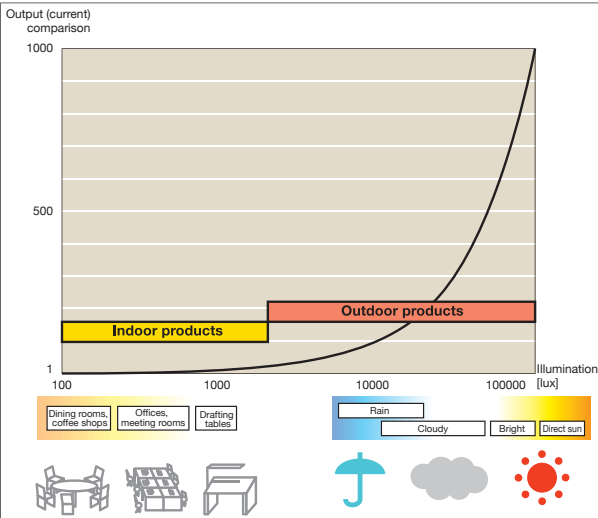 Output (current)
comparison
1000
500
1
Outdoor products
Indoor products
Illumination
[lux]
100
1000
10000
100000
Dining rooms,
coffee shops
Offices,
meeting rooms
Drafting
tables
Rain
Cloudy
Bright
Direct sun